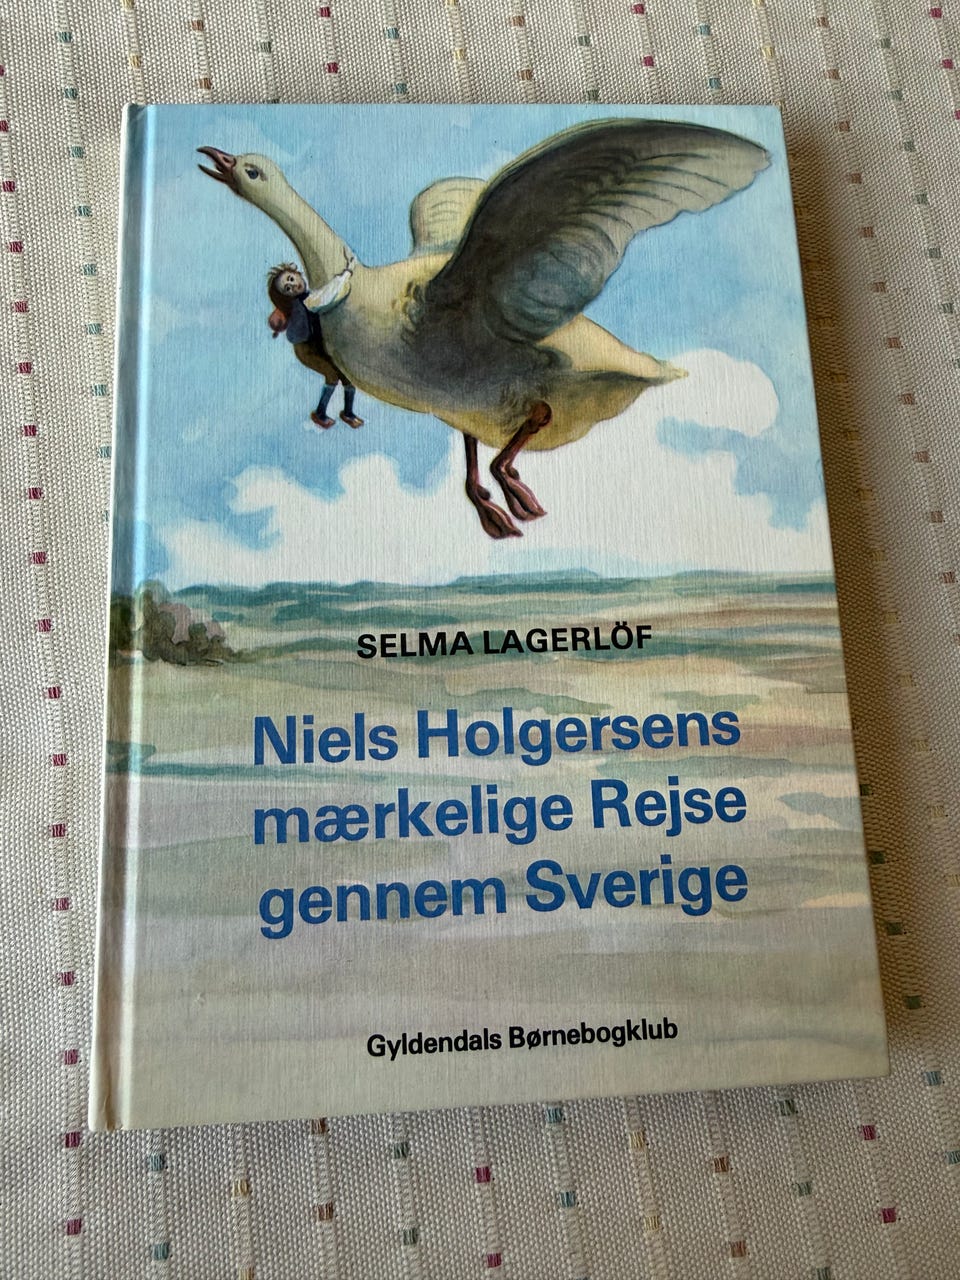 SELMA LAGERLÖF
Niels Holgersens
mærkelige Rejse
gennem Sverige
Gyldendals Børnebogklub